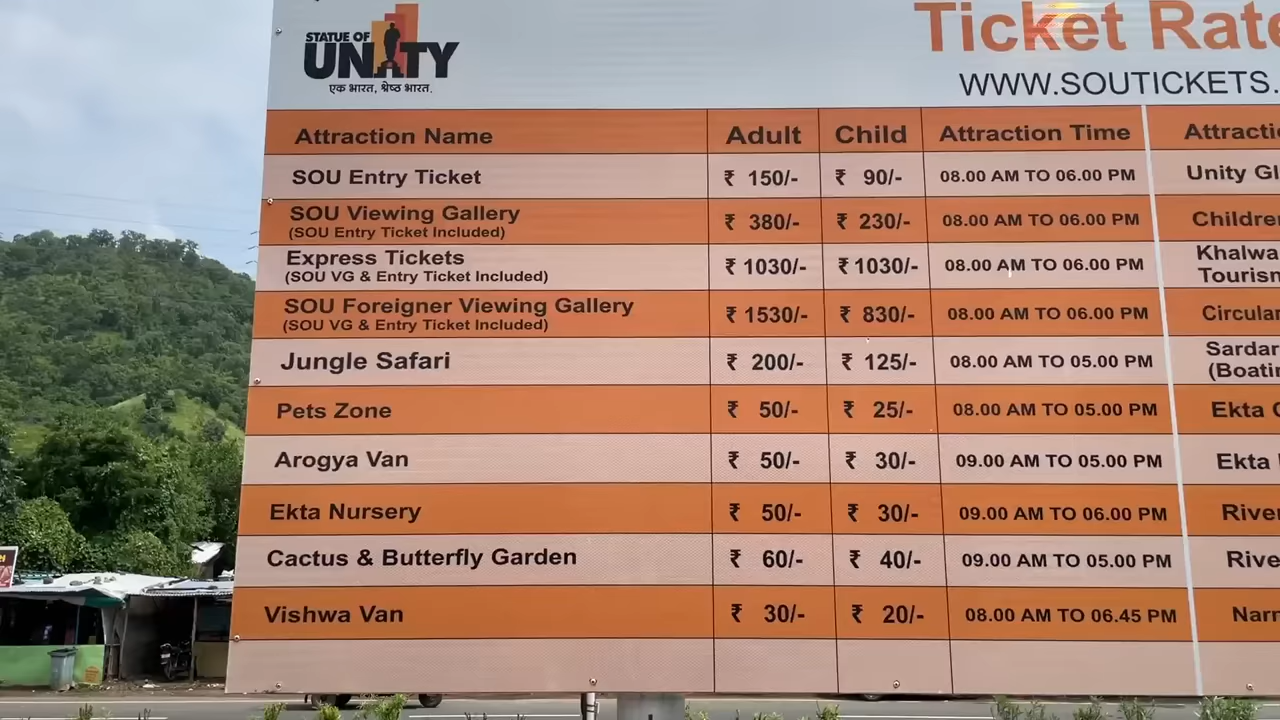 STATUE OF
UNITY
एक भारत, श्रेष्ठ भारत.
Ticket Rate
WWW.SOUTICKETS.
Attraction Name Adult Child Attraction Time
SOU Entry Ticket ₹ 150/- ₹ 90/- 08.00 AM TO 06.00 PM Unity
SOU Viewing Gallery ₹ 380/- ₹ 230/- 08.00 AM TO 06.00 PM
(SOU Entry Ticket Included)
Express Tickets ₹ 1030/- ₹ 1030/- 08.00 AM TO 06.00 PM
(SOU VG & Entry Ticket Included)
SOU Foreigner Viewing Gallery ₹ 1530/- ₹ 830/- 08.00 AM TO 06.00 PM
(SOU VG & Entry Ticket Included)
Jungle Safari ₹ 200/- ₹ 125/- 08.00 AM TO 05.00 PM
Pets Zone ₹ 50/- ₹ 25/- 08.00 AM TO 05.00 PM Ekta
Arogya Van ₹ 50/- ₹ 30/- 09.00 AM TO 05.00 PM Ekta
Ekta Nursery ₹ 50/- ₹ 30/- 09.00 AM TO 06.00 PM
Cactus & Butterfly Garden ₹ 60/- ₹ 40/- 09.00 AM TO 05.00 PM
Vishwa Van ₹ 30/- ₹ 20/- 08.00 AM TO 06.45 PM